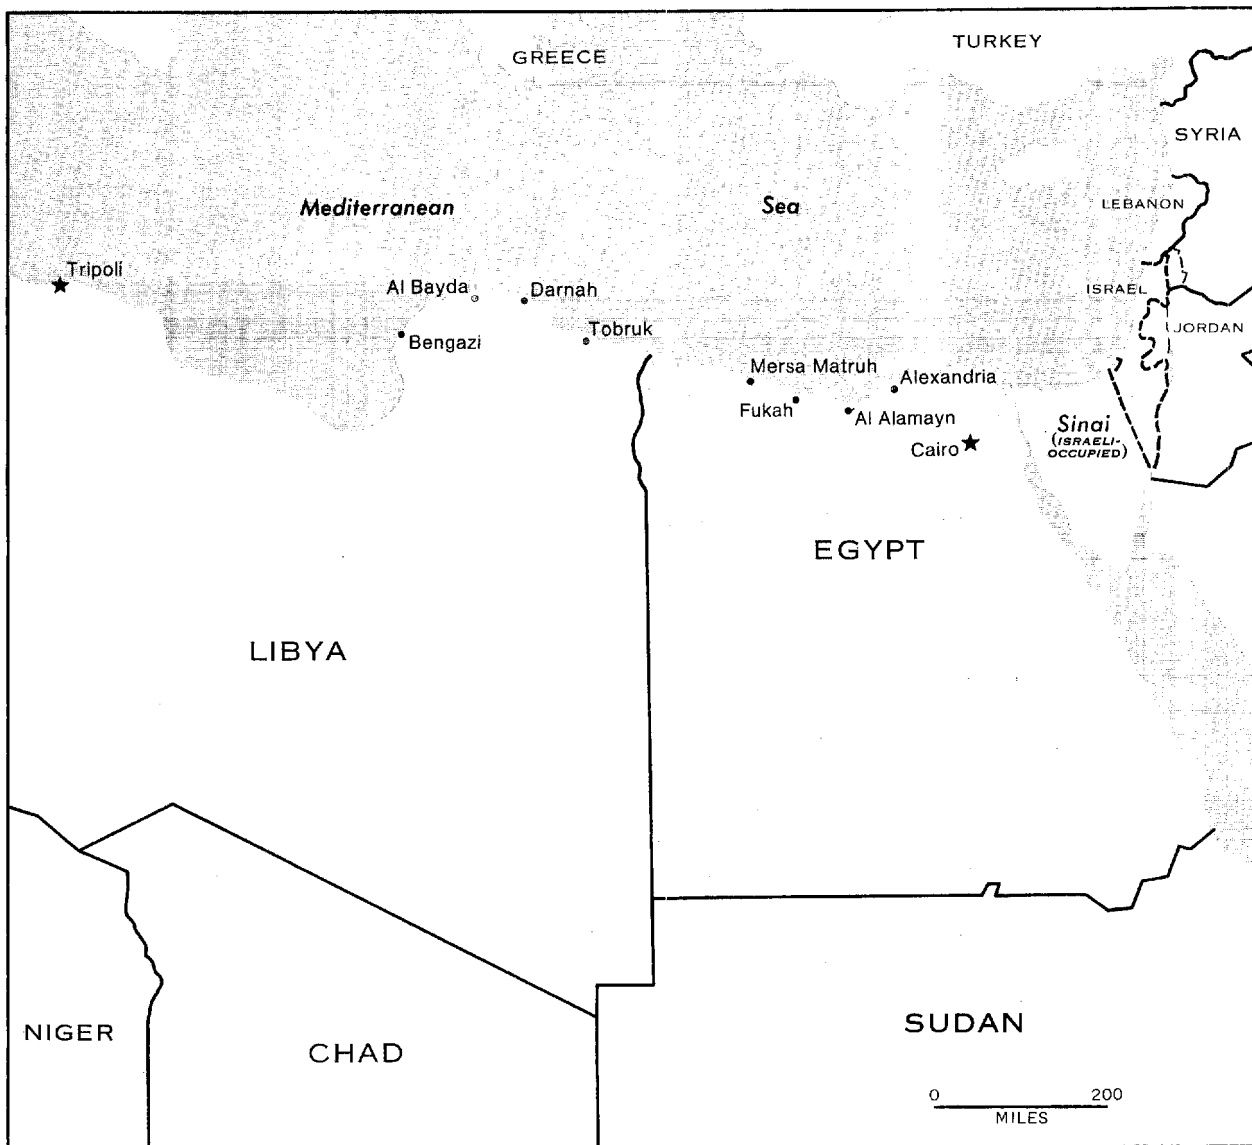 GREECE
TURKEY
SYRIA
Mediterranean
Sea
LEBANON
Tripoli
Al Bayda
Darnah
ISRAEL
JORDAN
Bengazi
Tobruk
Mersa Matruh
Alexandria
Fukah
Al Alamayn
Cairo
Sinai
(ISRAELI-
OCCUPIED)
EGYPT
LIBYA
NIGER
CHAD
SUDAN
0 200
MILES